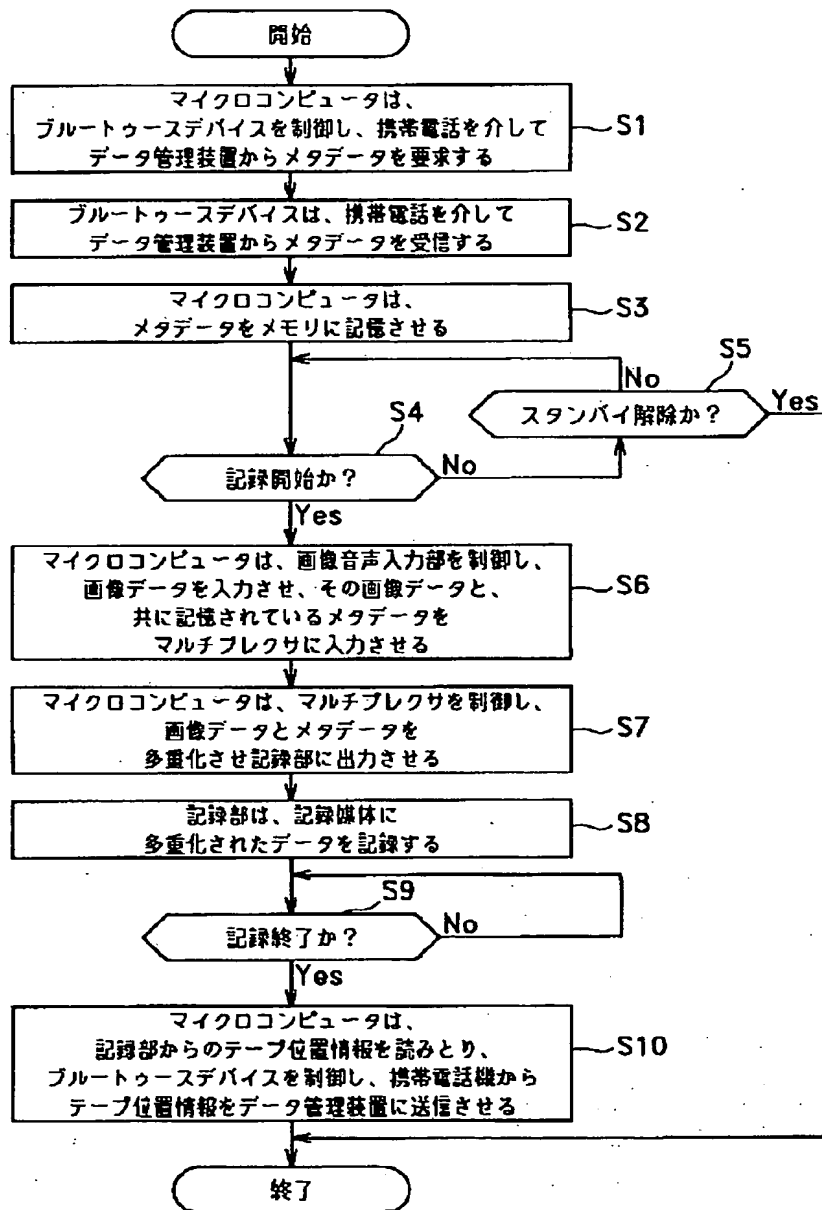 開始
マイクロコンピュータは、
ブルートゥースデバイスを制御し、携帯電話を介して
データ管理装置からメタデータを要求する
S1
ブルートゥースデバイスは、携帯電話を介して
データ管理装置からメタデータを受信する
S2
マイクロコンピュータは、
メタデータをメモリに記憶させる
S3
S5
No
スタンバイ解除か？
Yes
S4
記録開始か？
No
Yes
マイクロコンピュータは、画像音声入力部を制御し、
画像データを入力させ、その画像データと、
共に記憶されているメタデータを
マルチプレクサに入力させる
S6
マイクロコンピュータは、マルチプレクサを制御し、
画像データとメタデータを
多重化させ記録部に出力させる
S7
記録部は、記録媒体に
多重化されたデータを記録する
S8
S9
記録終了か？
No
Yes
マイクロコンピュータは、
記録部からのテープ位置情報を読みとり、
ブルートゥースデバイスを制御し、携帯電話機から
テープ位置情報をデータ管理装置に送信させる
S10
終了